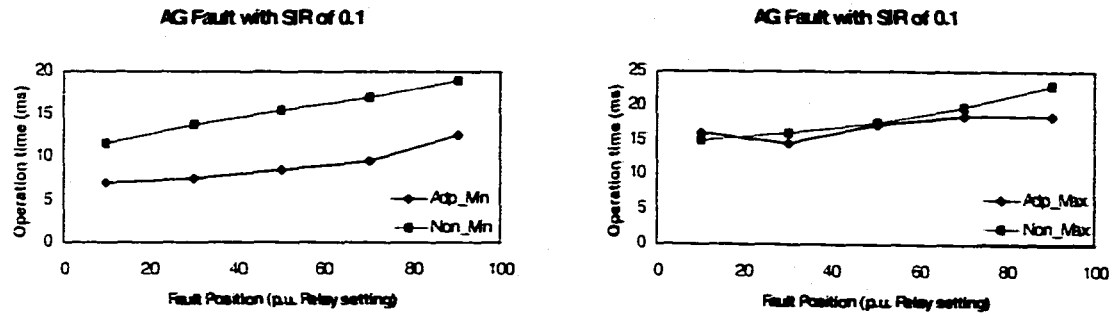 AG Fault with SIR of 0.1
Operation time (ms)
20
15
10
5
0
Adp_Min
Non_Min
0 20 40 60 80 100
Fault Position (p.u. Relay setting)
AG Fault with SIR of 0.1
Operation time (ms)
25
20
15
10
5
0
Adp_Max
Non_Max
0 20 40 60 80 100
Fault Position (p.u. Relay setting)